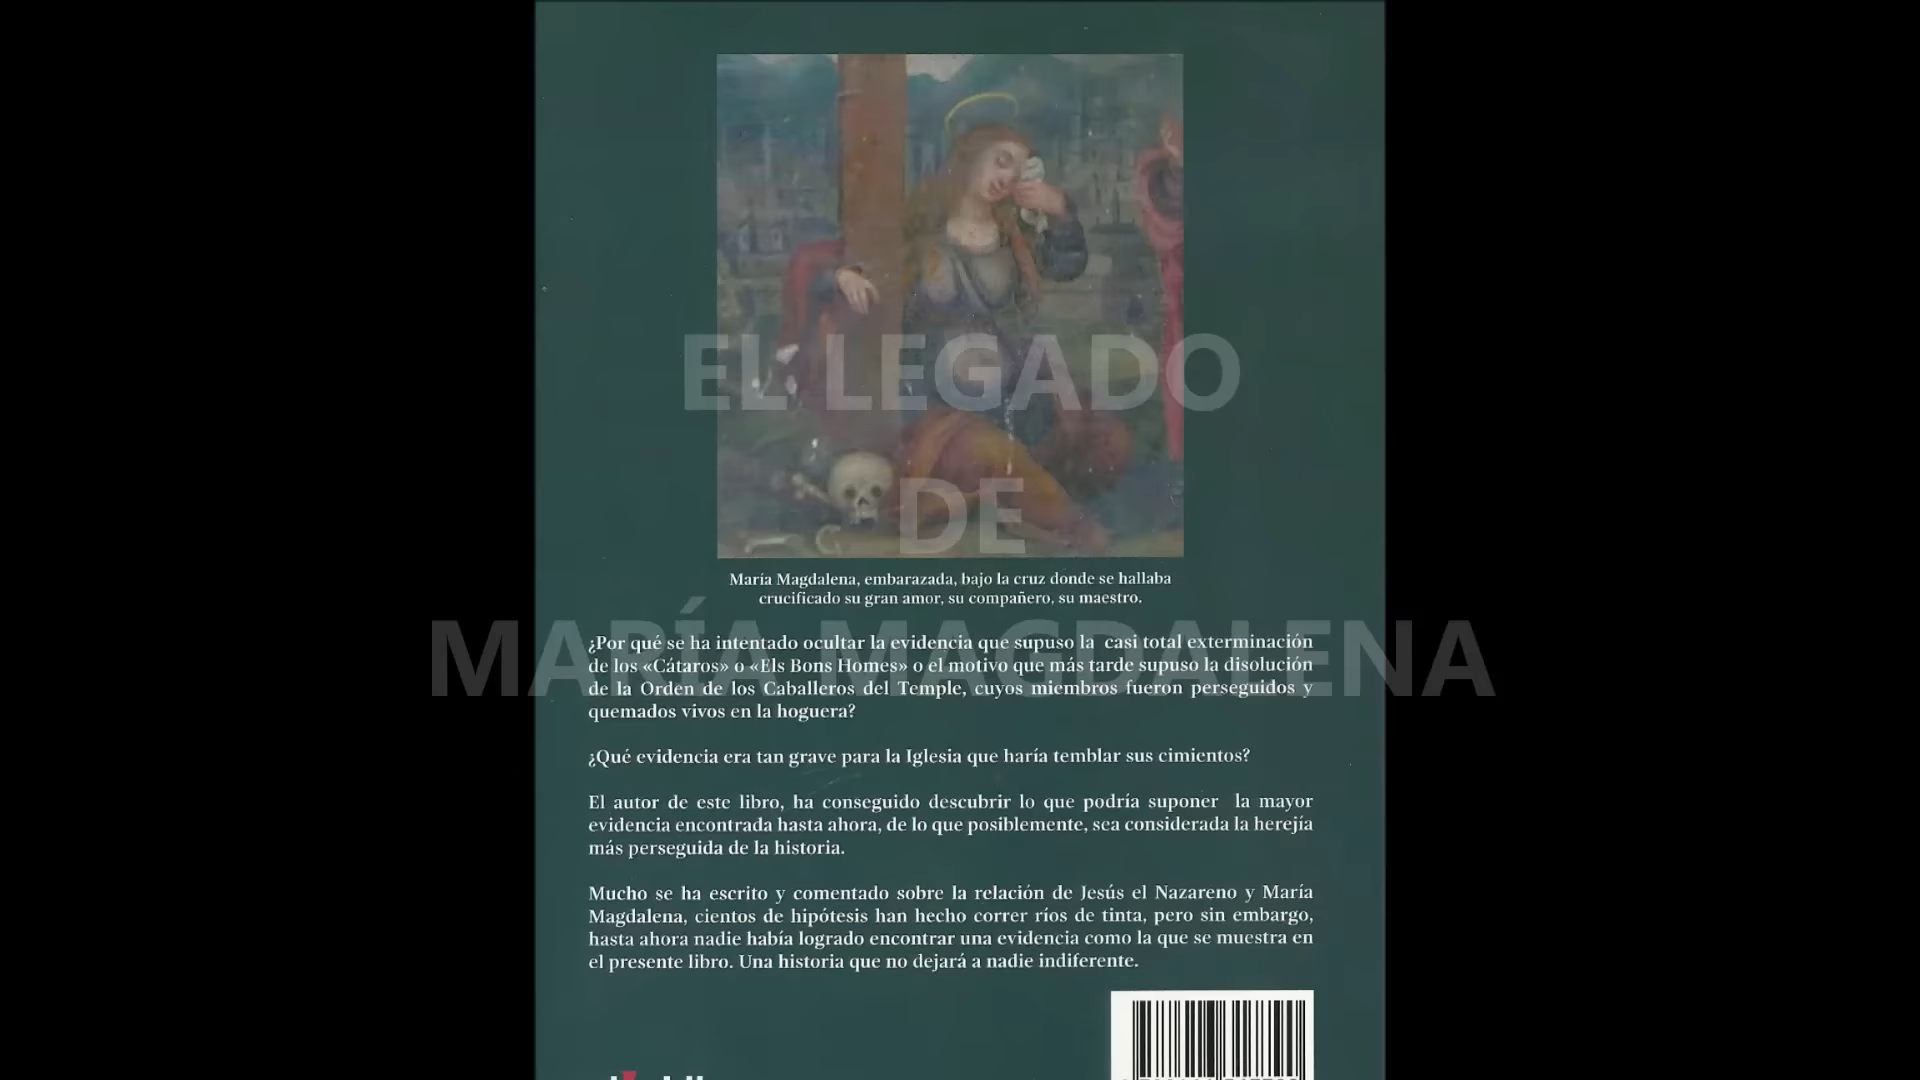 EL LEGADO
DE
MARÍA MAGDALENA
María Magdalena, embarazada, bajo la cruz donde se hallaba
crucificado su gran amor, su compañero, su maestro.
¿Por qué se ha intentado ocultar la evidencia que supuso la casi total exterminación
de los «Cátaros» o «Els Bons Homes» o el motivo que más tarde supuso la disolución
de la Orden de los Caballeros del Temple, cuyos miembros fueron perseguidos y
quemados vivos en la hoguera?
¿Qué evidencia era tan grave para la Iglesia que haría temblar sus cimientos?
El autor de este libro, ha conseguido descubrir lo que podría suponer la mayor
evidencia encontrada hasta ahora, de lo que posiblemente, sea considerada la herejía
más perseguida de la historia.
Mucho se ha escrito y comentado sobre la relación de Jesús el Nazareno y María
Magdalena, cientos de hipótesis han hecho correr ríos de tinta, pero sin embargo,
hasta ahora nadie había logrado encontrar una evidencia como la que se muestra en
el presente libro. Una historia que no dejará a nadie indiferente.